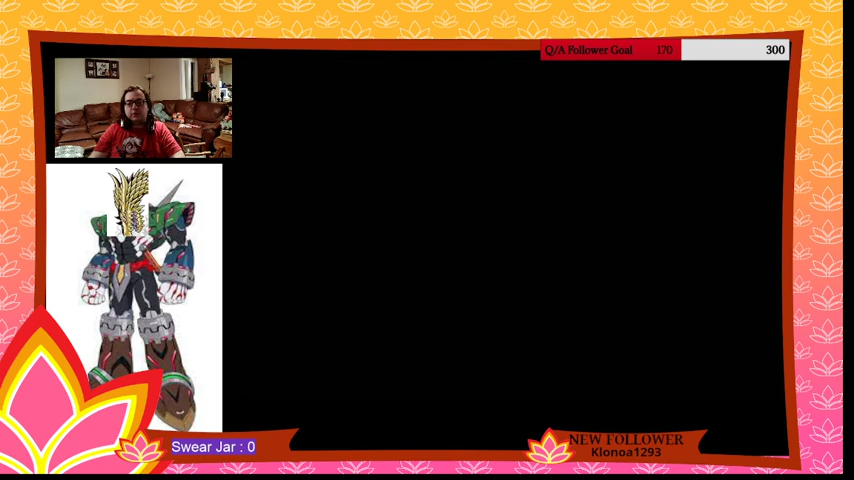 Q/A Follower Goal 170 300
Swear Jar : 0
NEW FOLLOWER
Klonoa1293